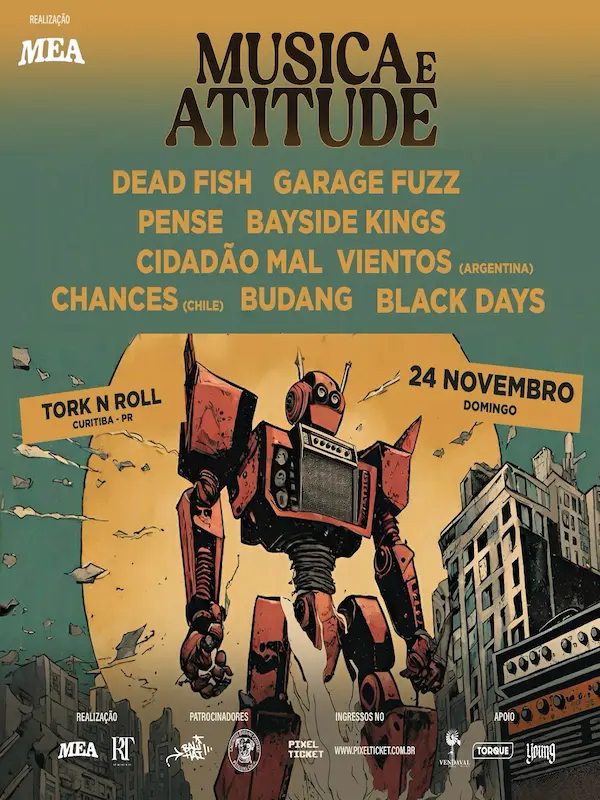 REALIZAÇÃO
MEA
MUSICA E
ATITUDE
DEAD FISH GARAGE FUZZ
PENSE BAYSIDE KINGS
CIDADÃO MAL VIENTOS (ARGENTINA)
CHANCES (CHILE) BUDANG BLACK DAYS
TORK N ROLL
CURITIBA - PR
24 NOVEMBRO
DOMINGO
REALIZAÇÃO
MEA
RT
PATROCINADORES
INGRESSOS NO
PIXEL
TICKET
WWW.PIXELTICKET.COM.BR
APOIO
VENDAVAL
TORQUE
young